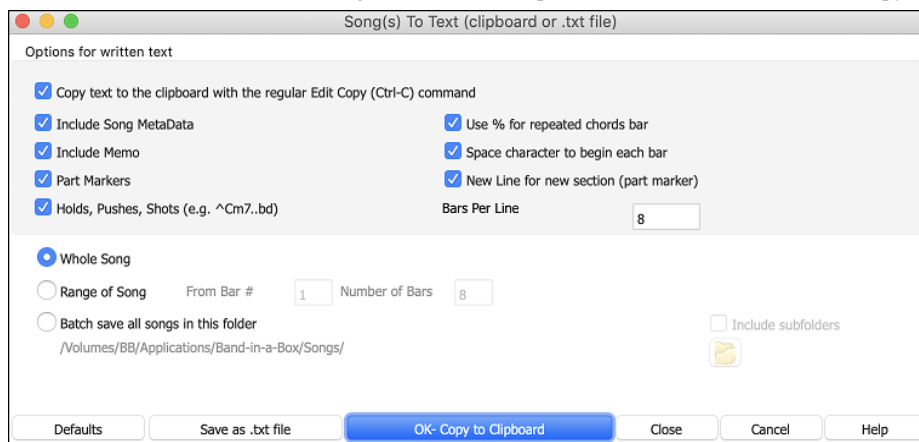 Song(s) To Text (clipboard or .txt file)
Options for written text
Copy text to the clipboard with the regular Edit Copy (Ctrl-C) command
Include Song MetaData
Use % for repeated chords bar
Include Memo
Space character to begin each bar
Part Markers
New Line for new section (part marker)
Holds, Pushes, Shots (e.g. ^Cm7..bd)
Bars Per Line 8
Whole Song
Range of Song From Bar # 1 Number of Bars 8
Batch save all songs in this folder
Include subfolders
/Volumes/BB/Applications/Band-in-a-Box/Songs/
Defaults Save as .txt file OK- Copy to Clipboard Close Cancel Help